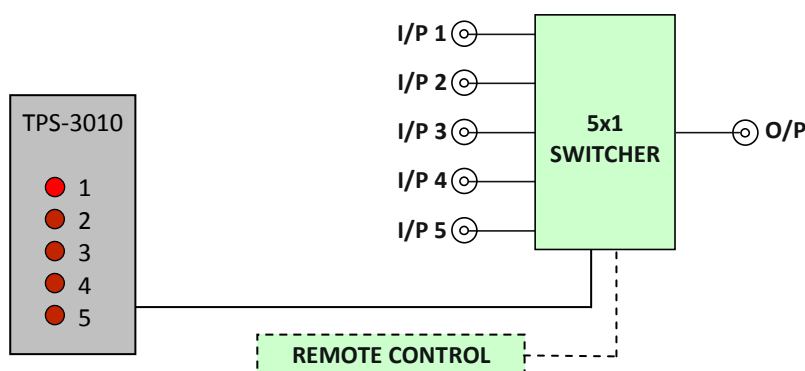 TPS-3010
1
2
3
4
5
I/P 1
I/P 2
I/P 3
I/P 4
I/P 5
5x1
SWITCHER
O/P
REMOTE CONTROL